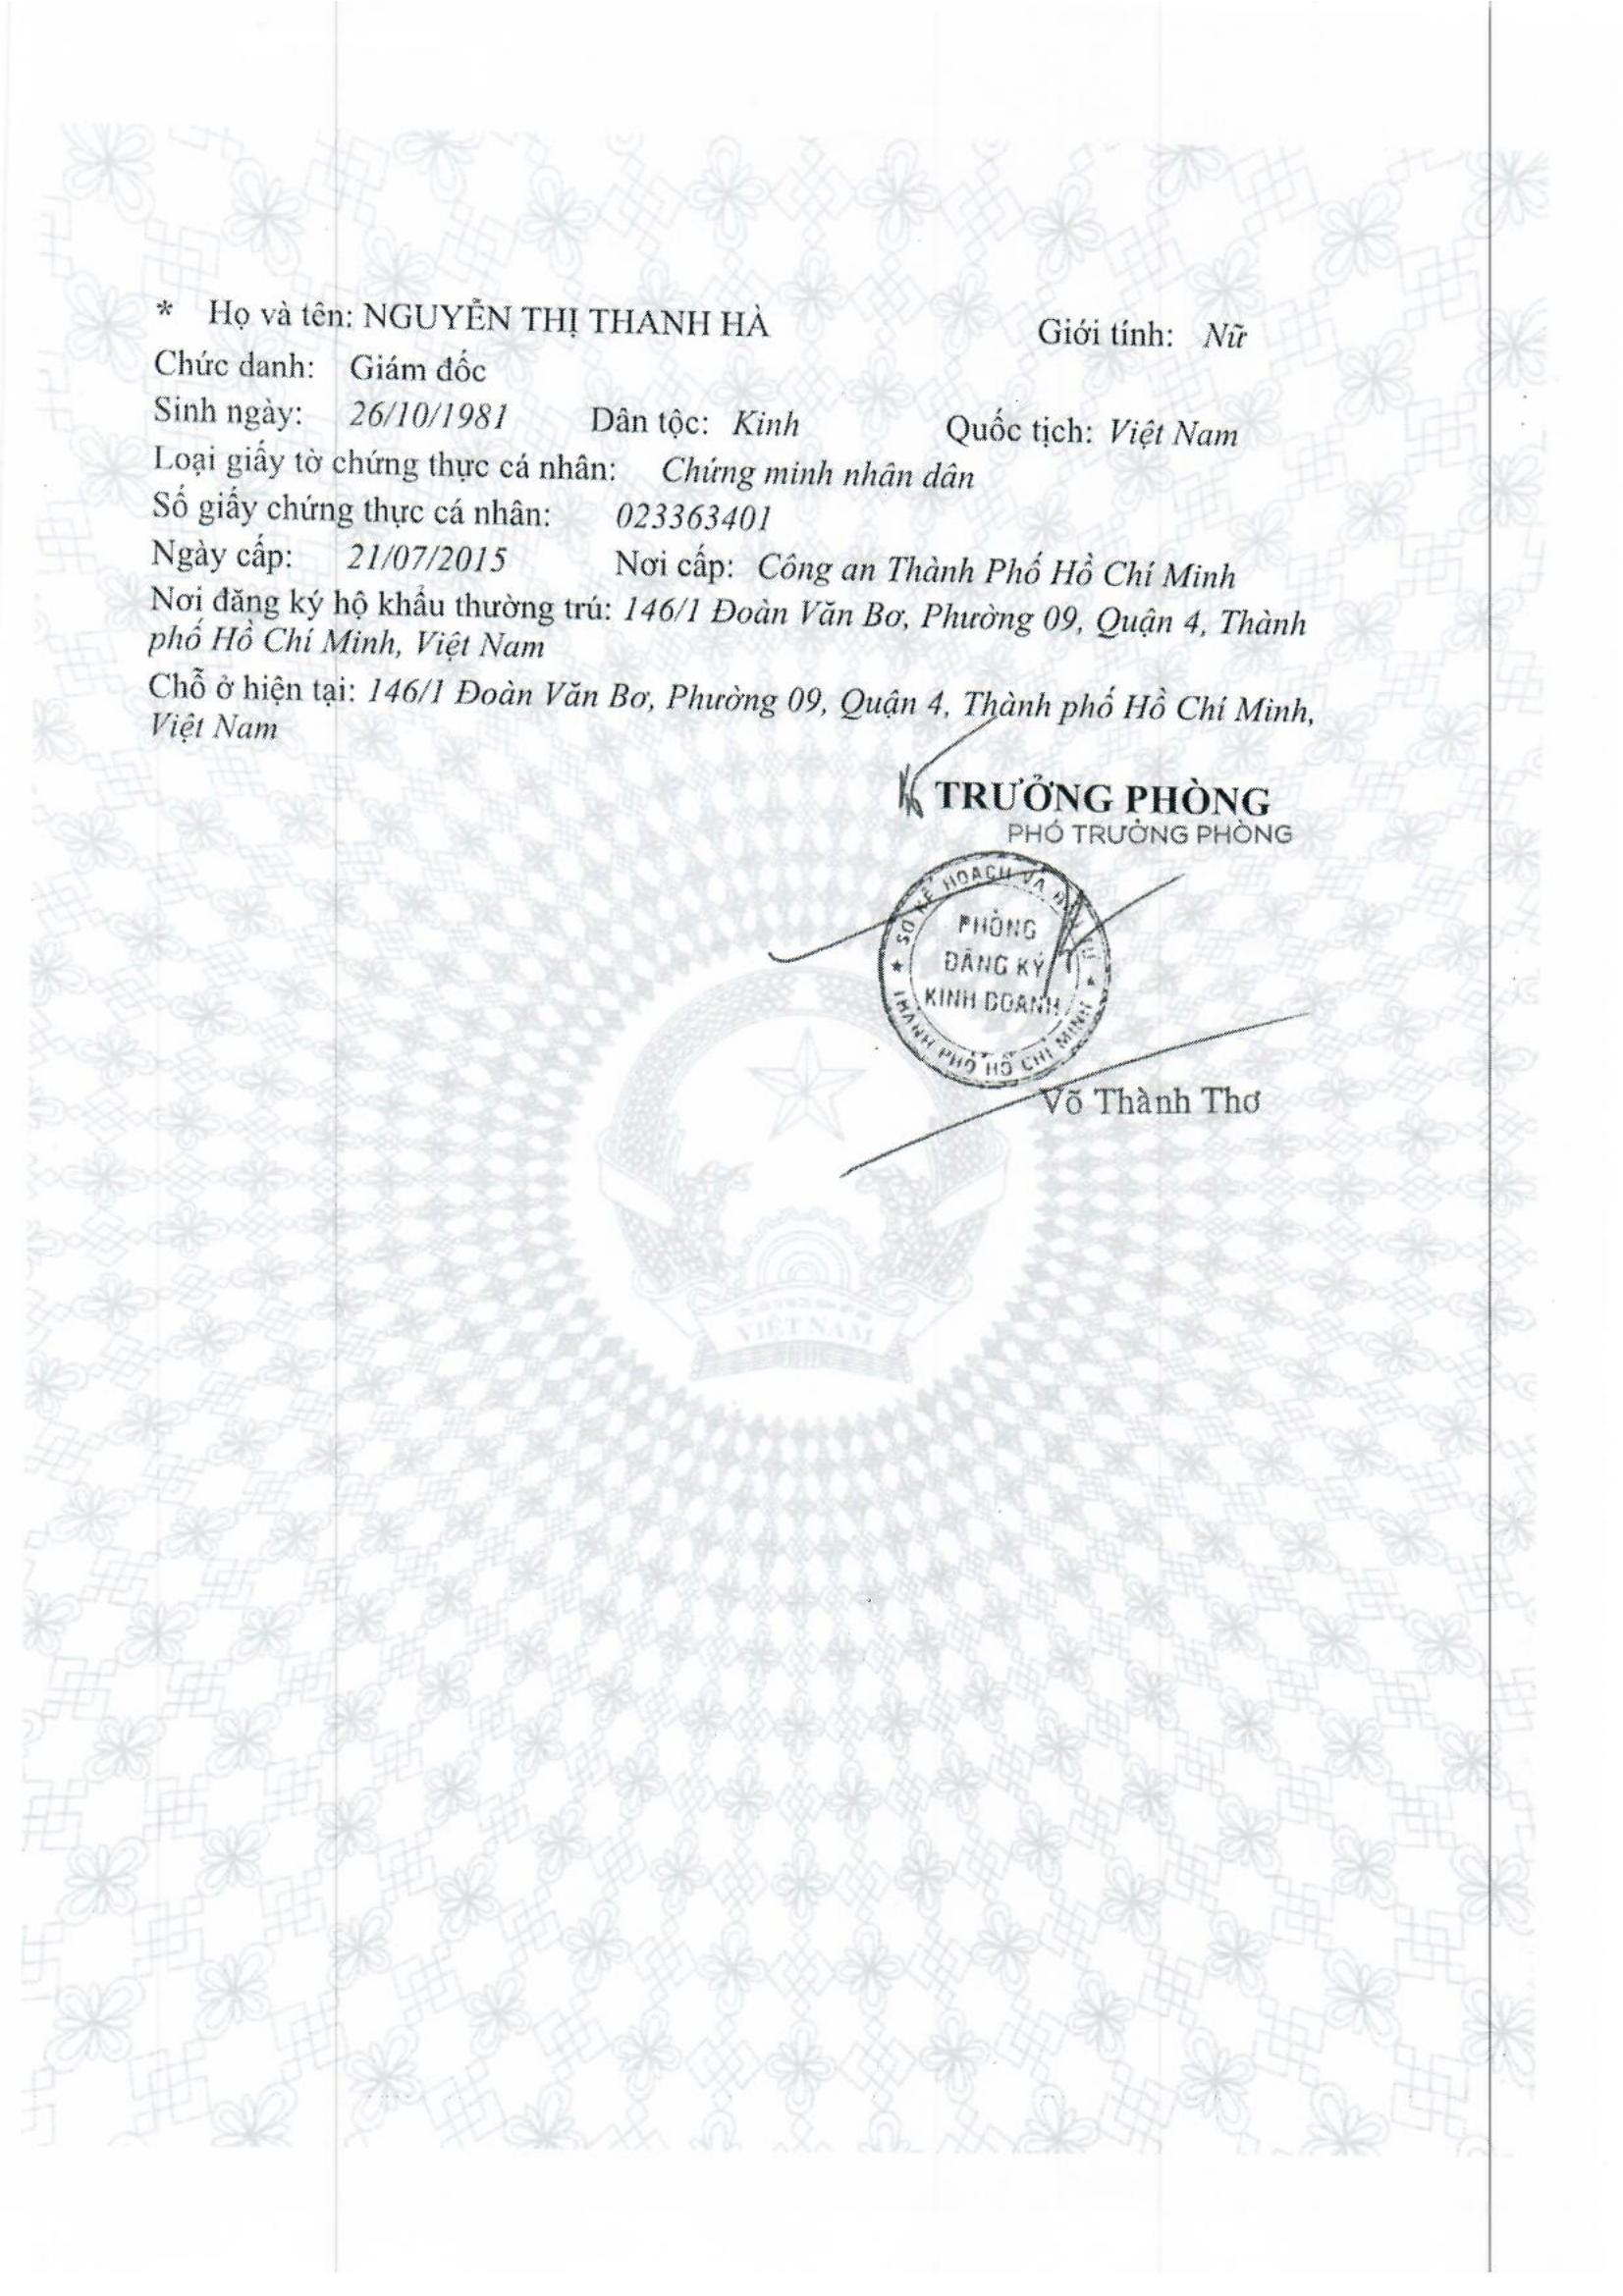 * Họ và tên: NGUYỄN THỊ THANH HÀ Giới tính: Nữ
Chức danh: Giám đốc
Sinh ngày: 26/10/1981 Dân tộc: Kinh Quốc tịch: Việt Nam
Loại giấy tờ chứng thực cá nhân: Chứng minh nhân dân
Số giấy chứng thực cá nhân: 023363401
Ngày cấp: 21/07/2015 Nơi cấp: Công an Thành Phố Hồ Chí Minh
Nơi đăng ký hộ khẩu thường trú: 146/1 Đoàn Văn Bơ, Phường 09, Quận 4, Thành
phố Hồ Chí Minh, Việt Nam
Chỗ ở hiện tại: 146/1 Đoàn Văn Bơ, Phường 09, Quận 4, Thành phố Hồ Chí Minh,
Việt Nam
TRƯỞNG PHÒNG
PHÓ TRƯỞNG PHÒNG
SỞ KẾ HOẠCH VÀ
PHÒNG
ĐĂNG KÝ
KINH DOANH
THÀNH PHỐ HỒ CHÍ MINH
Võ Thành Thơ
VIỆT NAM